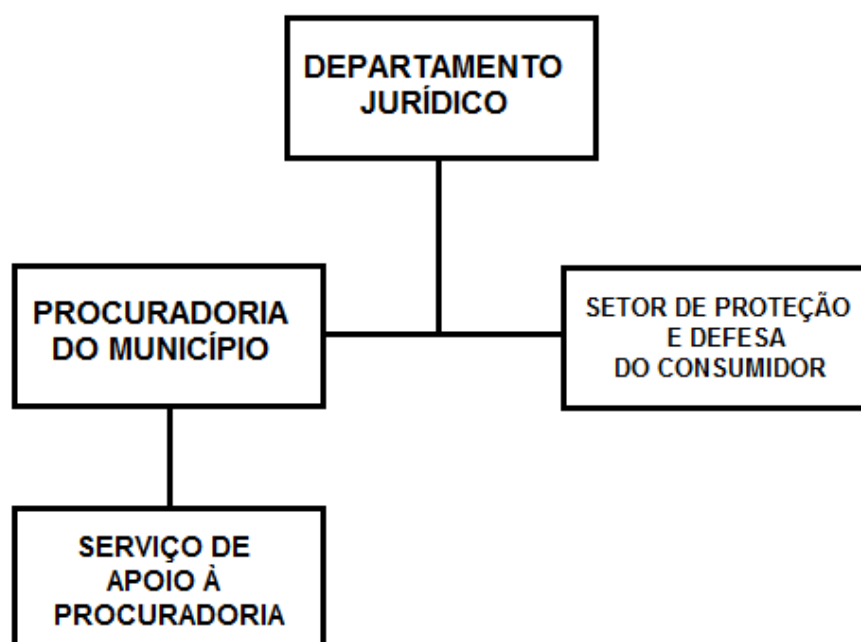 DEPARTAMENTO
JURÍDICO
PROCURADORIA
DO MUNICÍPIO
SETOR DE PROTEÇÃO
E DEFESA
DO CONSUMIDOR
SERVIÇO DE
APOIO À
PROCURADORIA